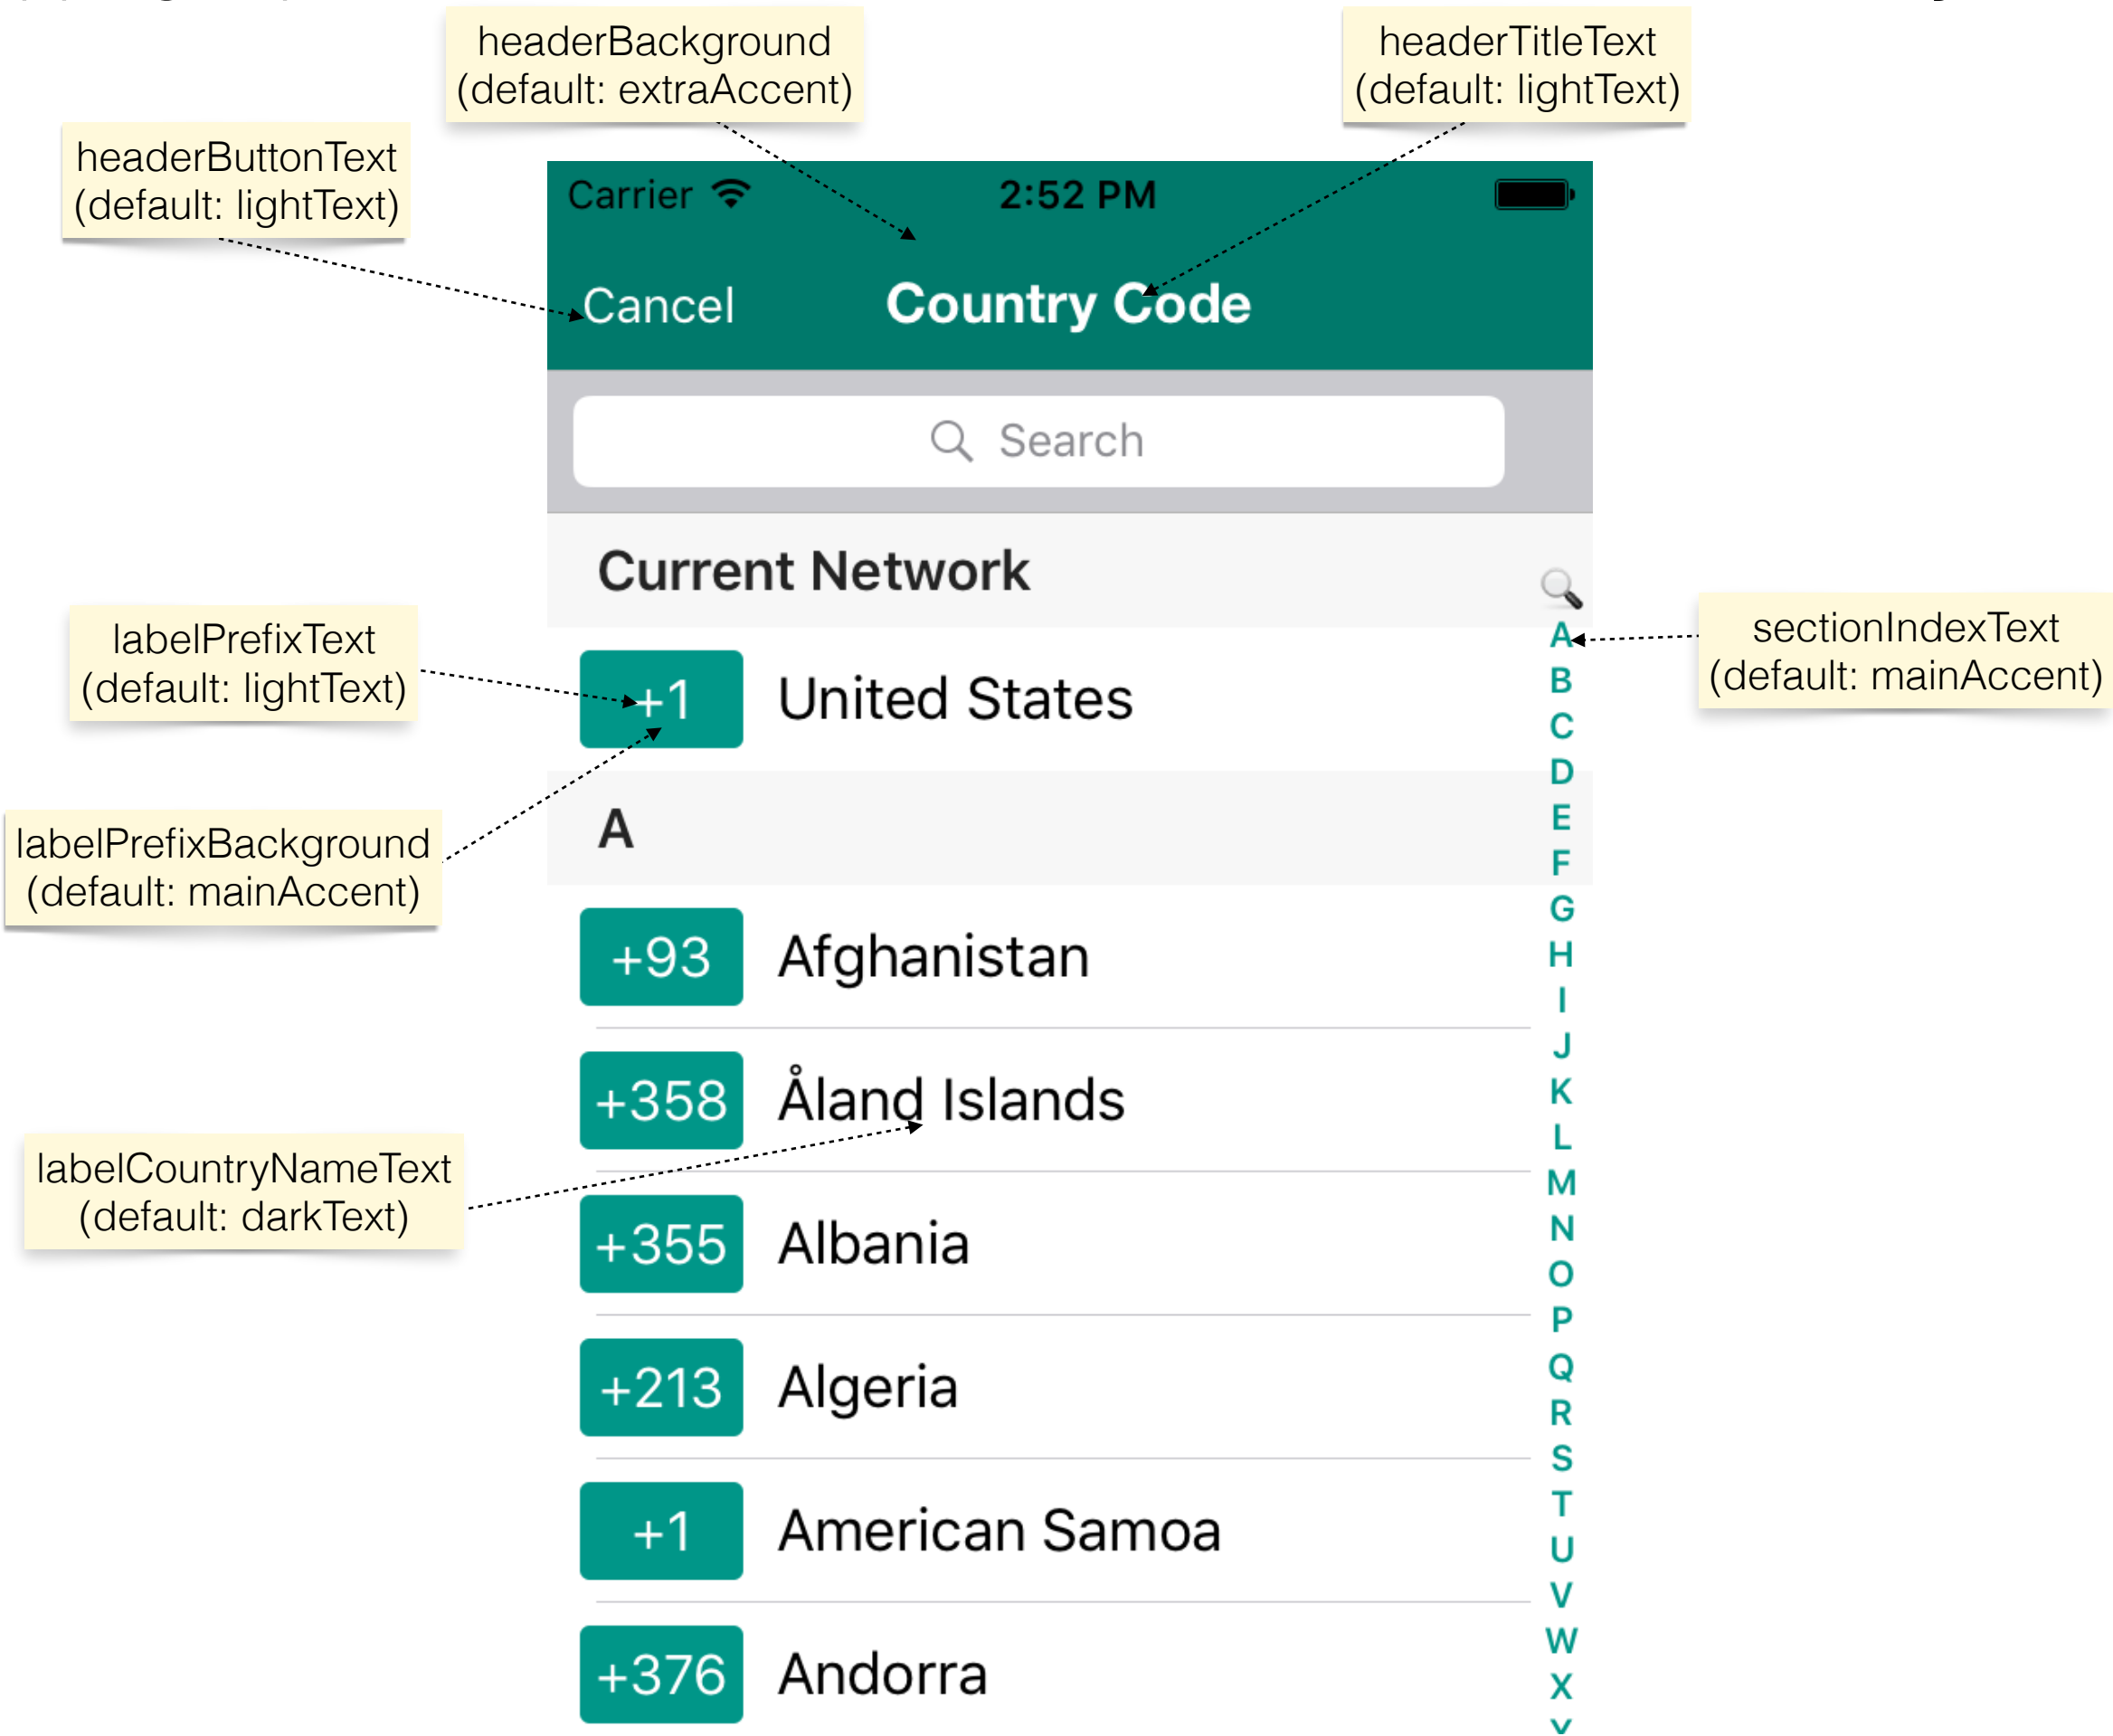 headerBackground
(default: extraAccent)
headerTitleText
(default: lightText)
headerButtonText
(default: lightText)
Carrier 2:52 PM
Cancel Country Code
Search
Current Network
labelPrefixText
(default: lightText)
sectionIndexText
(default: mainAccent)
+1 United States
labelPrefixBackground
(default: mainAccent)
A
+93 Afghanistan
+358 Åland Islands
labelCountryNameText
(default: darkText)
+355 Albania
+213 Algeria
+1 American Samoa
+376 Andorra
A
B
C
D
E
F
G
H
I
J
K
L
M
N
O
P
Q
R
S
T
U
V
W
X
Y